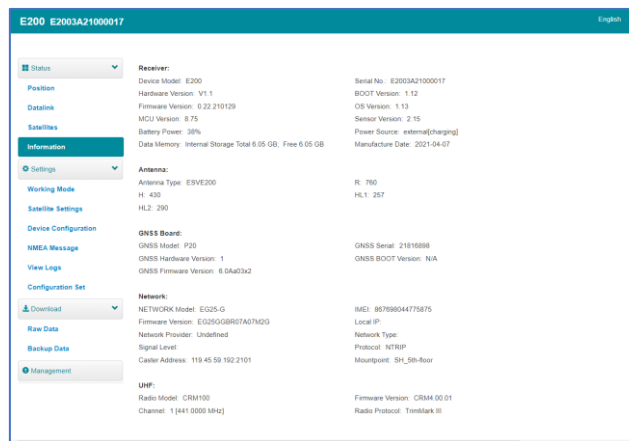 E200 E2003A21000017
English
Status
Position
Datalink
Satellites
Information
Settings
Working Mode
Satellite Settings
Device Configuration
NMEA Message
View Logs
Configuration Set
Download
Raw Data
Backup Data
Management
Receiver:
Device Model: E200
Serial No.: E2003A21000017
Hardware Version: V1.1
BOOT Version: 1.12
Firmware Version: 0.22.210129
OS Version: 1.13
MCU Version: 8.75
Sensor Version: 2.15
Battery Power: 38%
Power Source: external[charging]
Data Memory: Internal Storage Total 6.05 GB; Free 6.05 GB
Manufacture Date: 2021-04-07
Antenna:
Antenna Type: ESVE200
R: 760
H: 430
HL1: 257
HL2: 290
GNSS Board:
GNSS Model: P20
GNSS Serial: 21816898
GNSS Hardware Version: 1
GNSS BOOT Version: N/A
GNSS Firmware Version: 6.0Aa03x2
Network:
NETWORK Model: EG25-G
IMEI: 867698044775875
Firmware Version: EG25GGBR07A07M2G
Local IP:
Network Provider: Undefined
Network Type:
Signal Level:
Protocol: NTRIP
Caster Address: 119.45.59.192:2101
Mountpoint: SH_5th-floor
UHF:
Radio Model: CRM100
Firmware Version: CRM4.00.01
Channel: 1 [441.0000 MHz]
Radio Protocol: TrimMark III